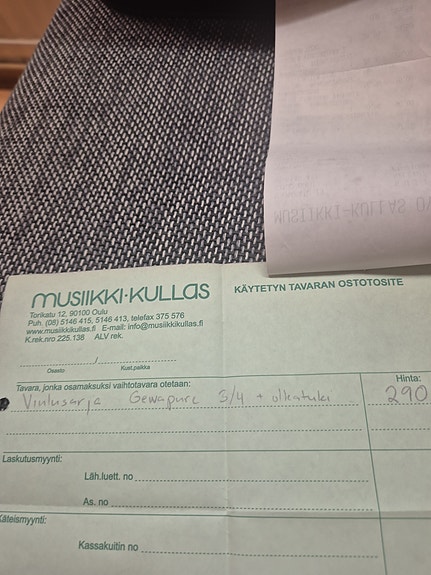 MUSIIKKI-KULLAS
musiikki·kullas
KÄYTETYN TAVARAN OSTOTOSITE
Torikatu 12, 90100 Oulu
Puh. (08) 5146 415, 5146 413, telefax 375 576
www.musiikkikullas.fi E-mail: info@musiikkikullas.fi
K.rek.nro 225.138 ALV rek.
/
Osasto Kust.paikka
Tavara, jonka osamaksuksi vaihtotavara otetaan: Hinta:
Viulusarja Gewapure 3/4 + olkatuki 290
Laskutusmyynti:
Läh.luett. no
As. no
Käteismyynti:
Kassakuitin no